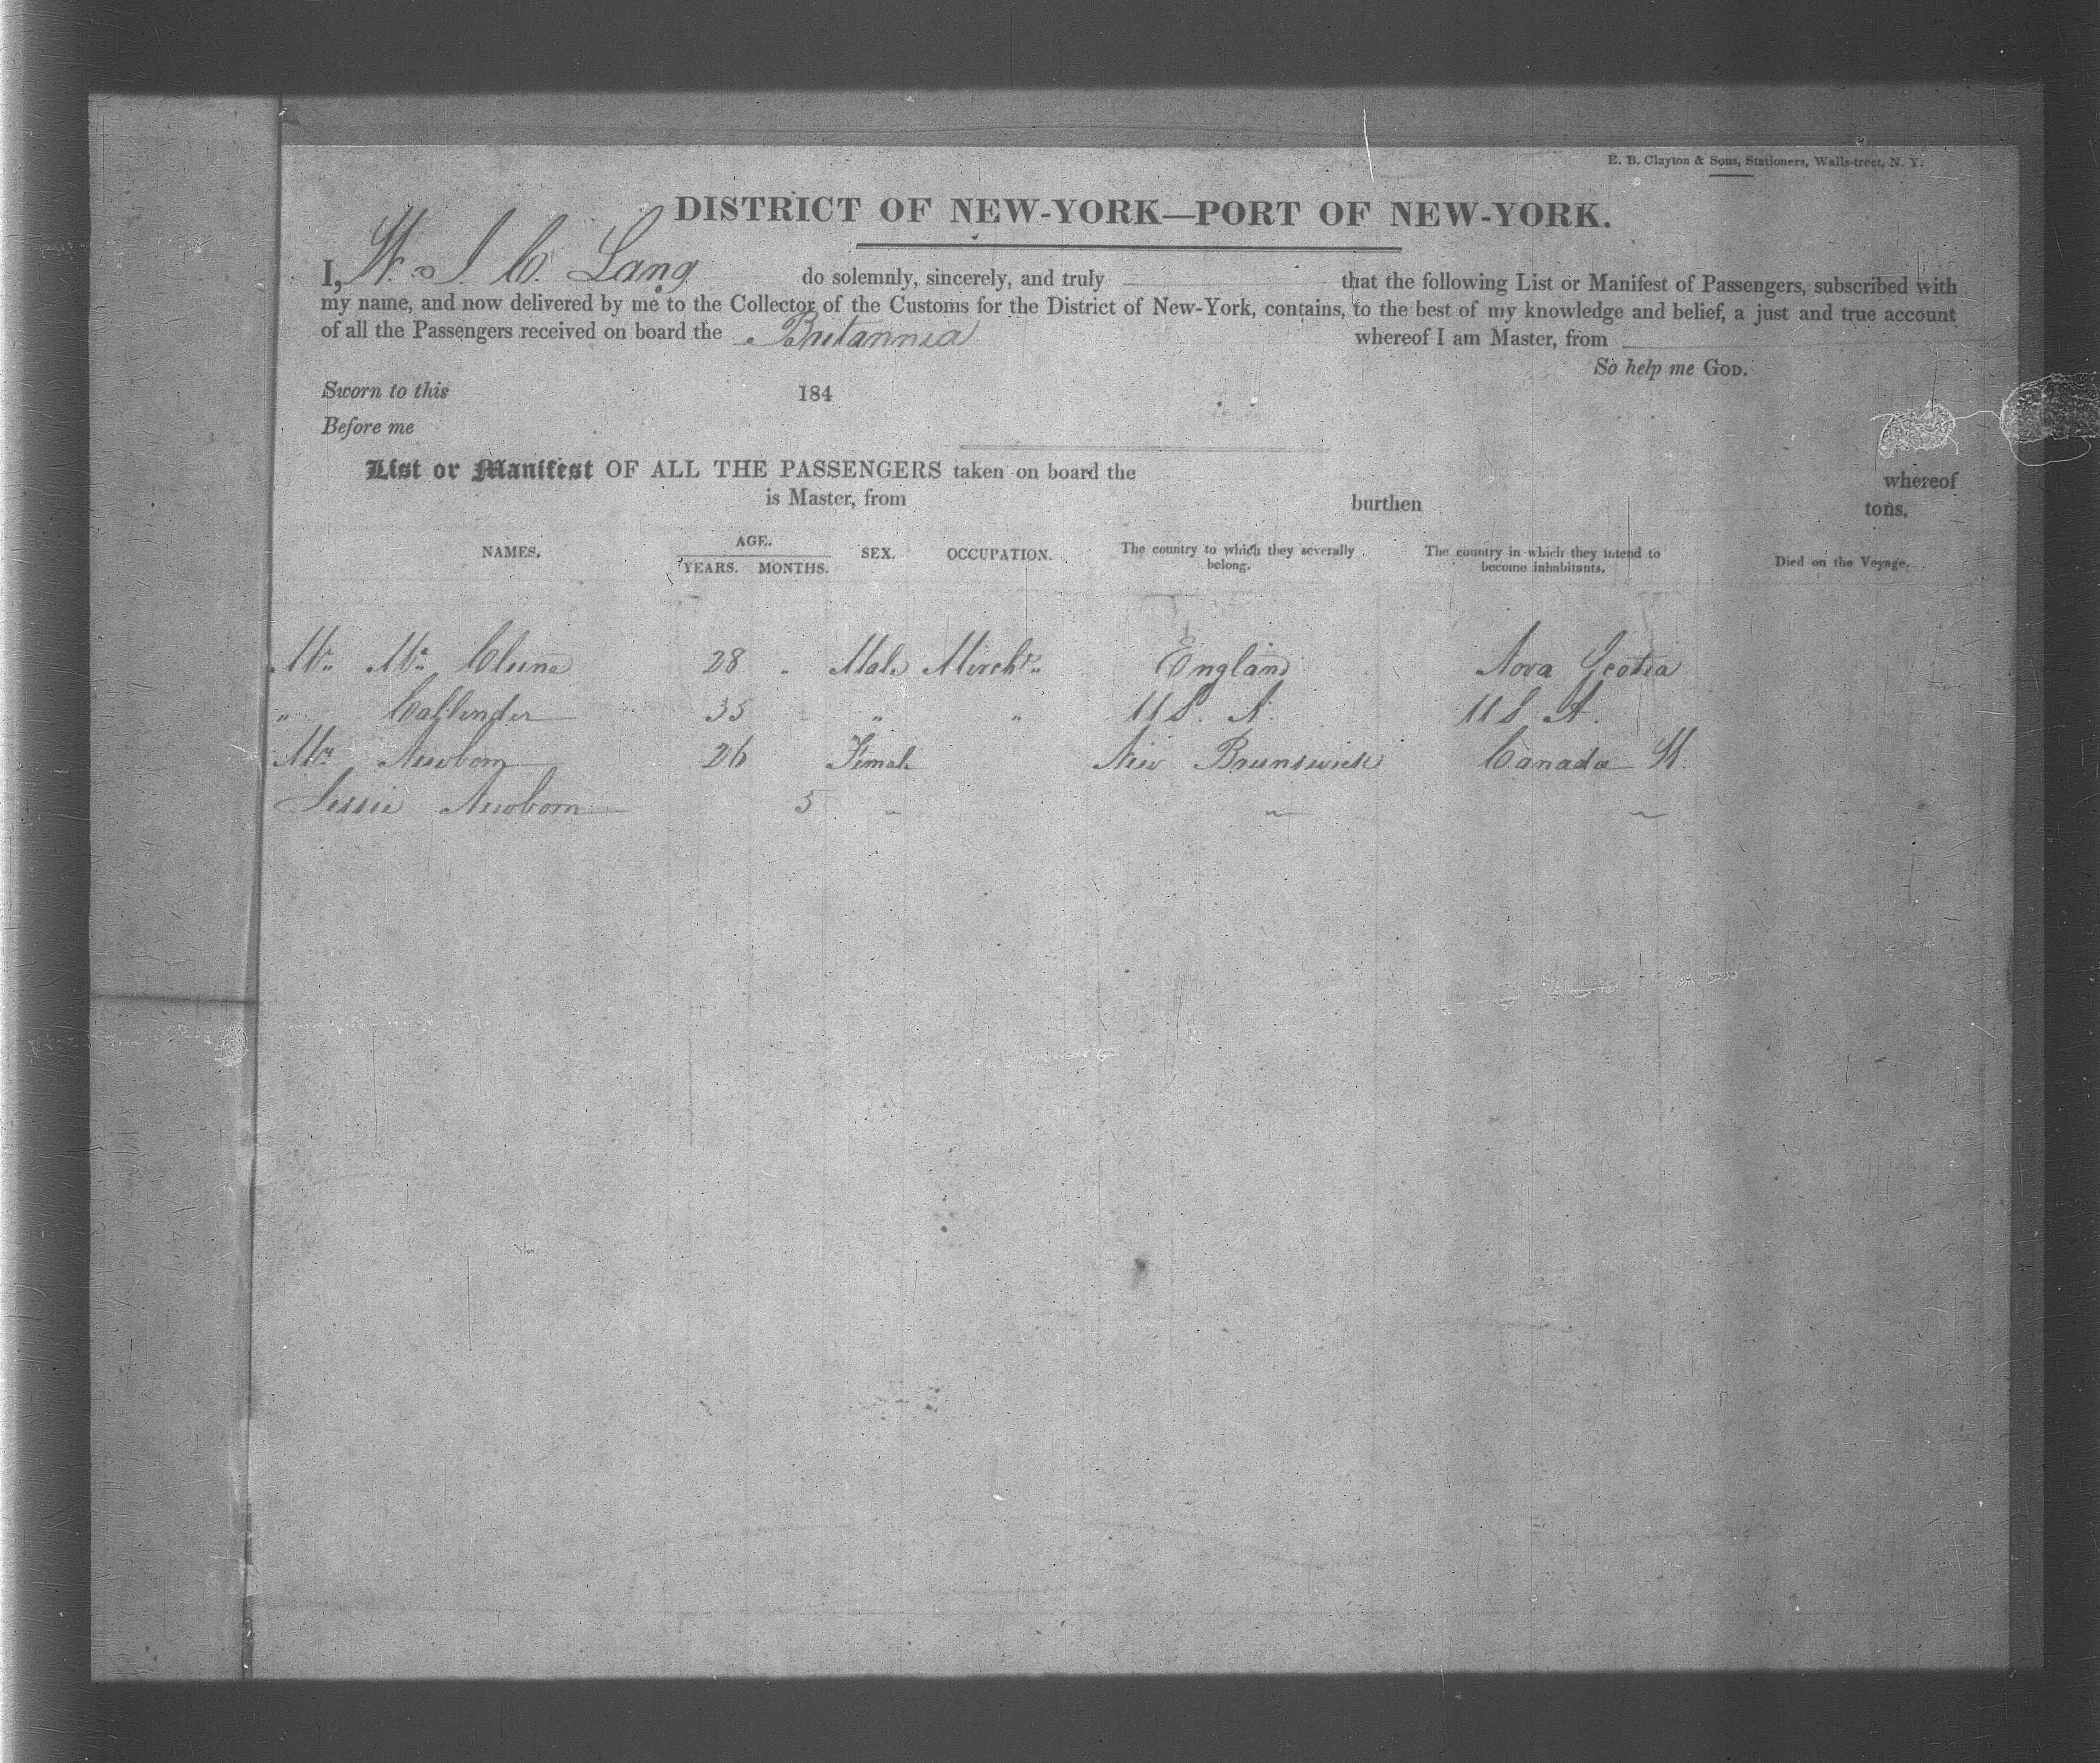 E. B. Clayton & Sons, Stationers, Walls-treet, N. Y.
DISTRICT OF NEW-YORK—PORT OF NEW-YORK.
I, W. J. C. Lang do solemnly, sincerely, and truly that the following List or Manifest of Passengers, subscribed with
my name, and now delivered by me to the Collector of the Customs for the District of New-York, contains, to the best of my knowledge and belief, a just and true account
of all the Passengers received on board the Britannia whereof I am Master, from
So help me GOD.
Sworn to this 184
Before me
List or Manifest OF ALL THE PASSENGERS taken on board the whereof
is Master, from burthen tons.
NAMES. AGE. SEX. OCCUPATION. The country to which they severally belong. The country in which they intend to become inhabitants. Died on the Voyage.
YEARS. MONTHS.
Mr. Mc. Clune 28 " Male Mercht. England Nova Scotia
" Callender 35 " " U S. A. U S A.
Mrs Newbom 26 Female New Brunswick Canada W.
Jessie Newbom 5 " " "